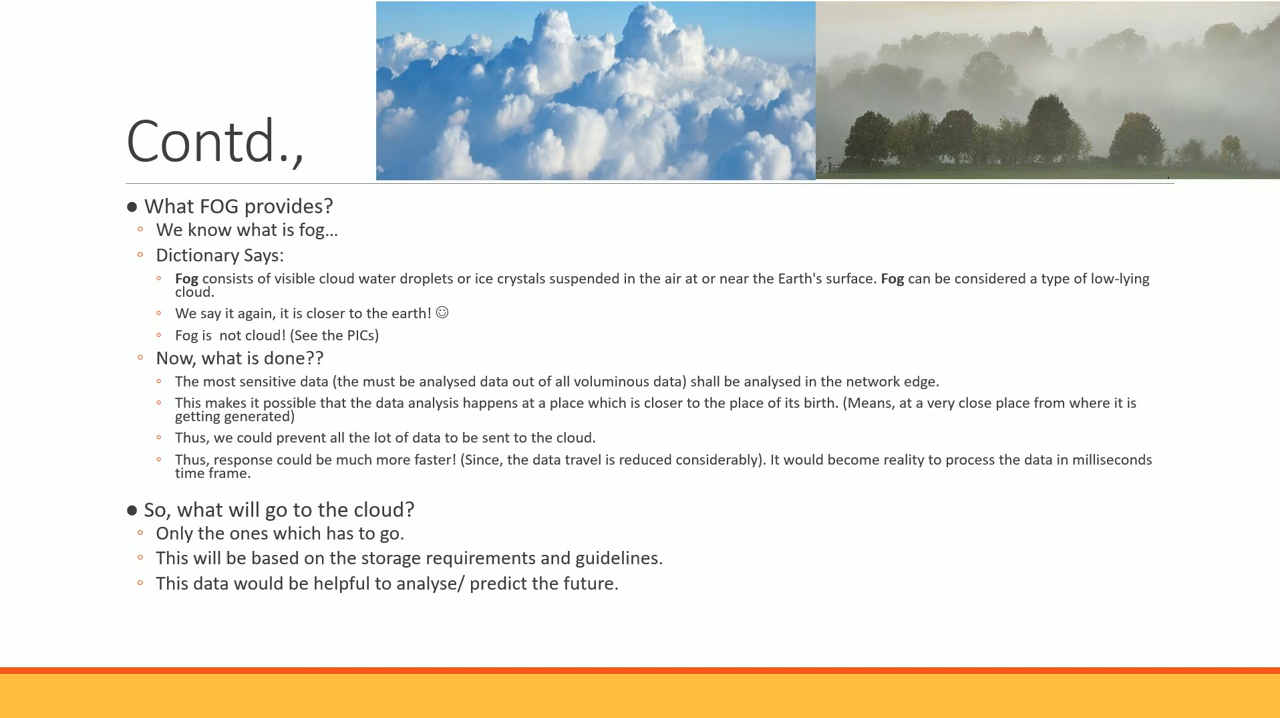 Contd.,
● What FOG provides?
◦ We know what is fog…
◦ Dictionary Says:
◦ Fog consists of visible cloud water droplets or ice crystals suspended in the air at or near the Earth's surface. Fog can be considered a type of low-lying
cloud.
◦ We say it again, it is closer to the earth! ☺
◦ Fog is  not cloud! (See the PICs)
◦ Now, what is done??
◦ The most sensitive data (the must be analysed data out of all voluminous data) shall be analysed in the network edge.
◦ This makes it possible that the data analysis happens at a place which is closer to the place of its birth. (Means, at a very close place from where it is
getting generated)
◦ Thus, we could prevent all the lot of data to be sent to the cloud.
◦ Thus, response could be much more faster! (Since, the data travel is reduced considerably). It would become reality to process the data in milliseconds
time frame.
● So, what will go to the cloud?
◦ Only the ones which has to go.
◦ This will be based on the storage requirements and guidelines.
◦ This data would be helpful to analyse/ predict the future.